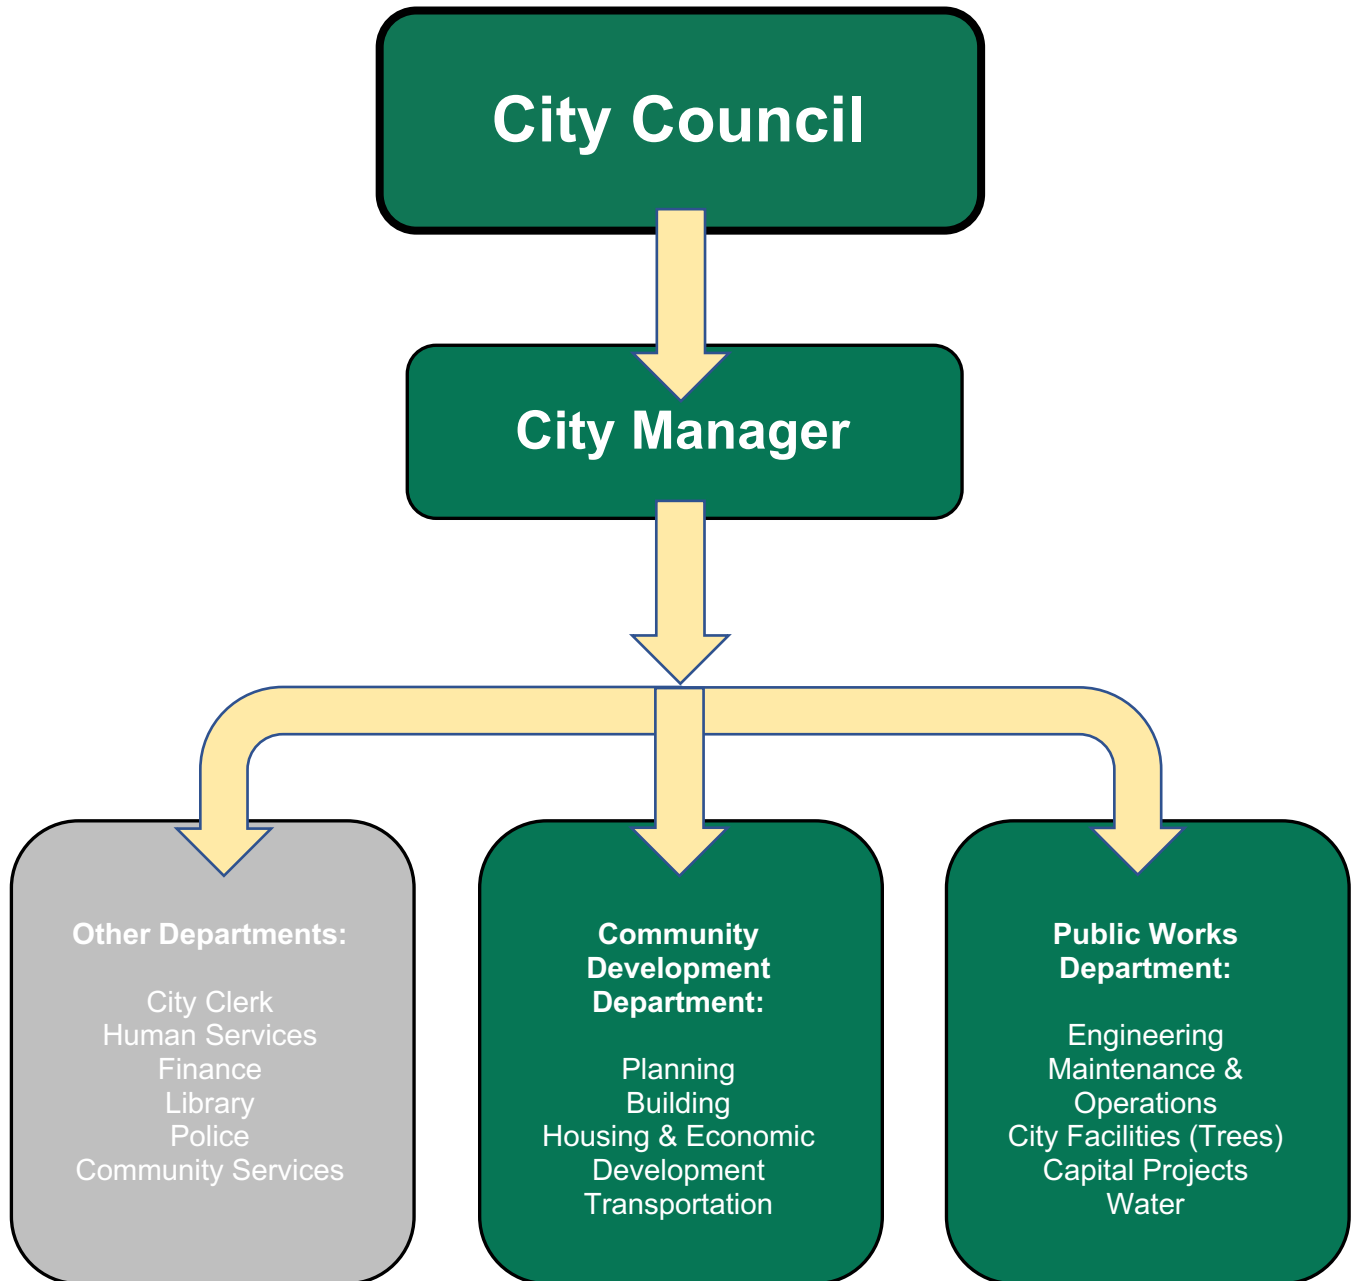 City Council
City Manager
Other Departments:
City Clerk
Human Services
Finance
Library
Police
Community Services
Community
Development
Department:
Planning
Building
Housing & Economic
Development
Transportation
Public Works
Department:
Engineering
Maintenance &
Operations
City Facilities (Trees)
Capital Projects
Water